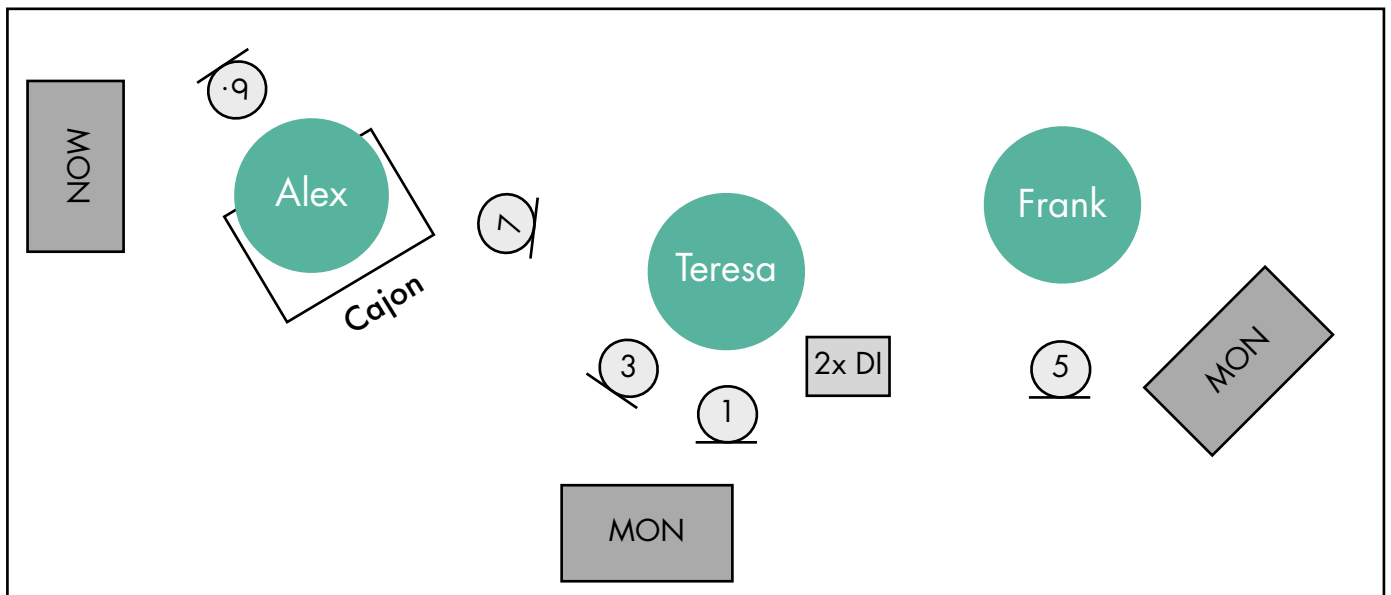 MON
6.
Alex
Cajon
7
Teresa
Frank
3
1
2x DI
5
MON
MON